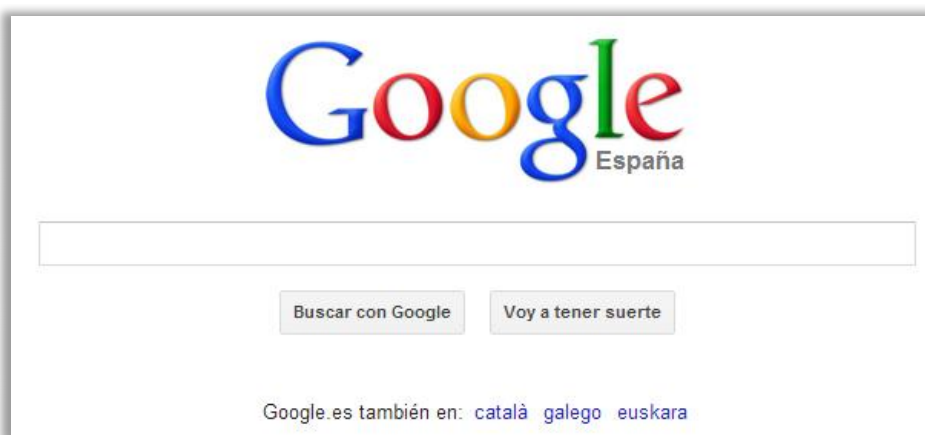 Google
España
Buscar con Google Voy a tener suerte
Google.es también en: català galego euskara